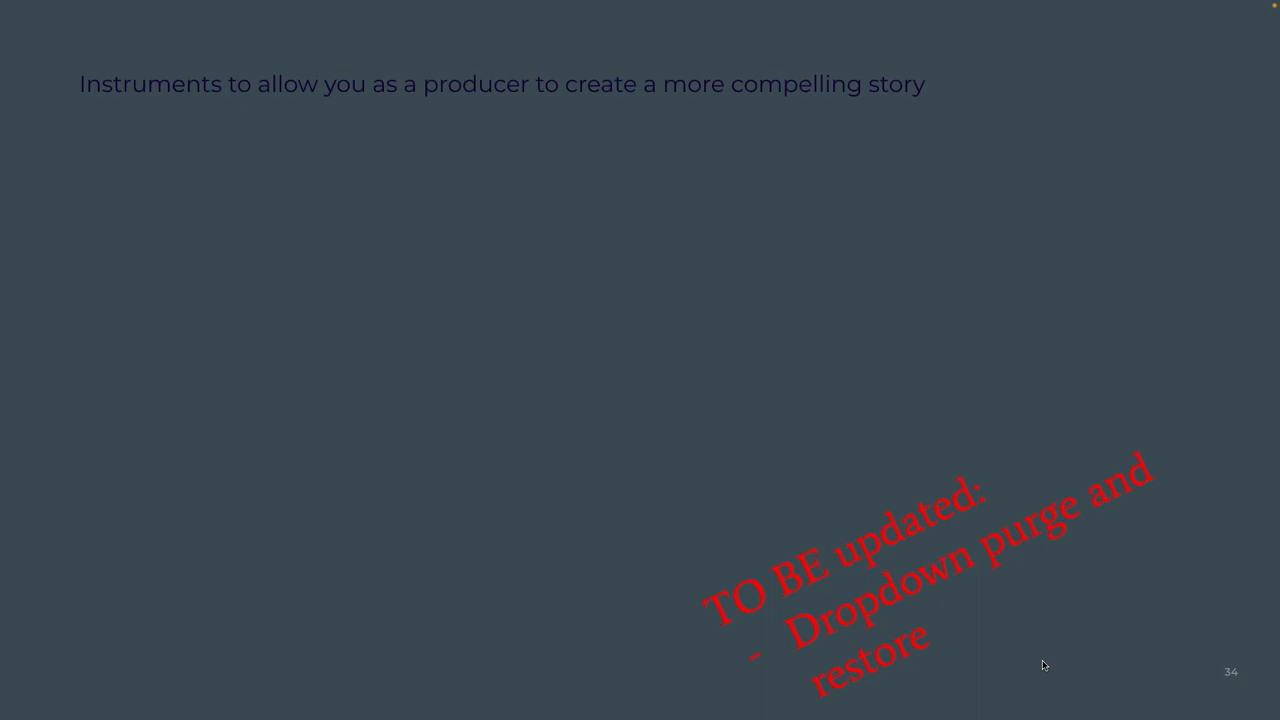 Instruments to allow you as a producer to create a more compelling story
TO BE updated:
- Dropdown purge and
restore
34